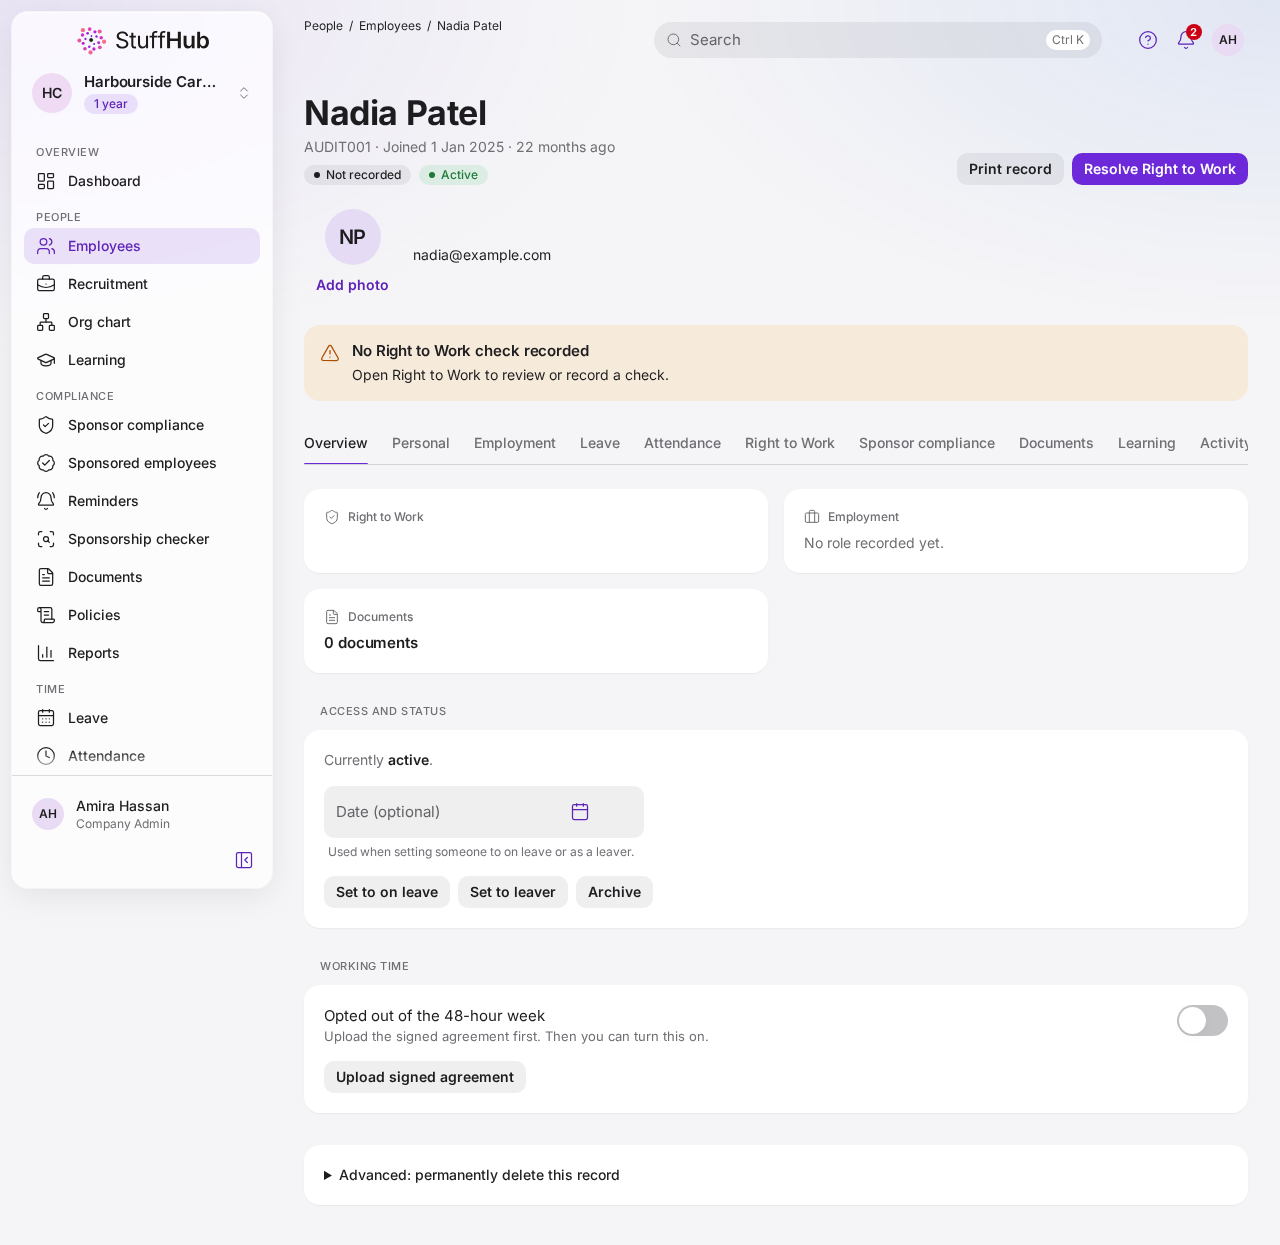 StuffHub
HC
Harbourside Car...
1 year
OVERVIEW
Dashboard
PEOPLE
Employees
Recruitment
Org chart
Learning
COMPLIANCE
Sponsor compliance
Sponsored employees
Reminders
Sponsorship checker
Documents
Policies
Reports
TIME
Leave
Attendance
AH
Amira Hassan
Company Admin
People / Employees / Nadia Patel
Search
Ctrl K
2
AH
Nadia Patel
AUDIT001 · Joined 1 Jan 2025 · 22 months ago
Not recorded
Active
Print record
Resolve Right to Work
NP
nadia@example.com
Add photo
No Right to Work check recorded
Open Right to Work to review or record a check.
Overview Personal Employment Leave Attendance Right to Work Sponsor compliance Documents Learning Activity
Right to Work
Employment
No role recorded yet.
Documents
0 documents
ACCESS AND STATUS
Currently active.
Date (optional)
Used when setting someone to on leave or as a leaver.
Set to on leave
Set to leaver
Archive
WORKING TIME
Opted out of the 48-hour week
Upload the signed agreement first. Then you can turn this on.
Upload signed agreement
Advanced: permanently delete this record